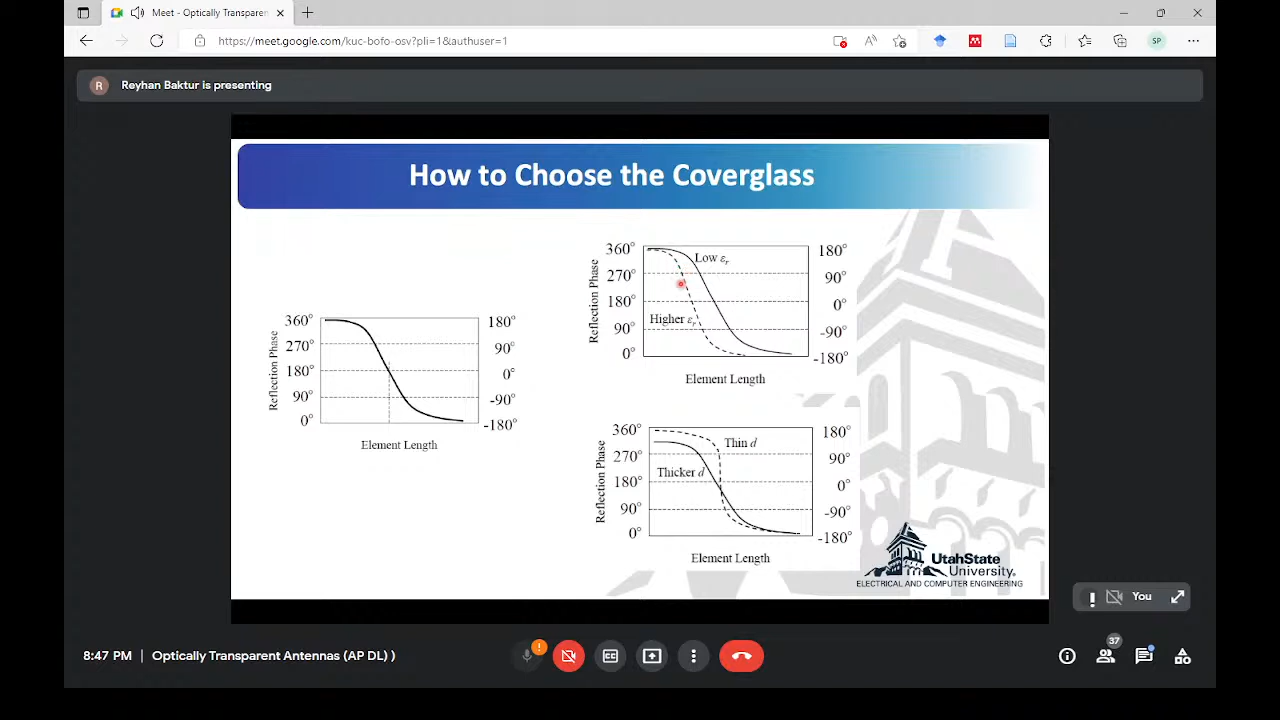 Meet - Optically Transparen
https://meet.google.com/kuc-bofo-osv?pli=1&authuser=1
SP
R
Reyhan Baktur is presenting
How to Choose the Coverglass
360°
270°
180°
90°
0°
Reflection Phase
180°
90°
0°
-90°
-180°
Element Length
360°
270°
180°
90°
0°
Reflection Phase
Low εr
Higher εr
180°
90°
0°
-90°
-180°
Element Length
360°
270°
180°
90°
0°
Reflection Phase
Thin d
Thicker d
180°
90°
0°
-90°
-180°
Element Length
UtahState
University.
ELECTRICAL AND COMPUTER ENGINEERING
You
8:47 PM | Optically Transparent Antennas (AP DL) )
CC
37